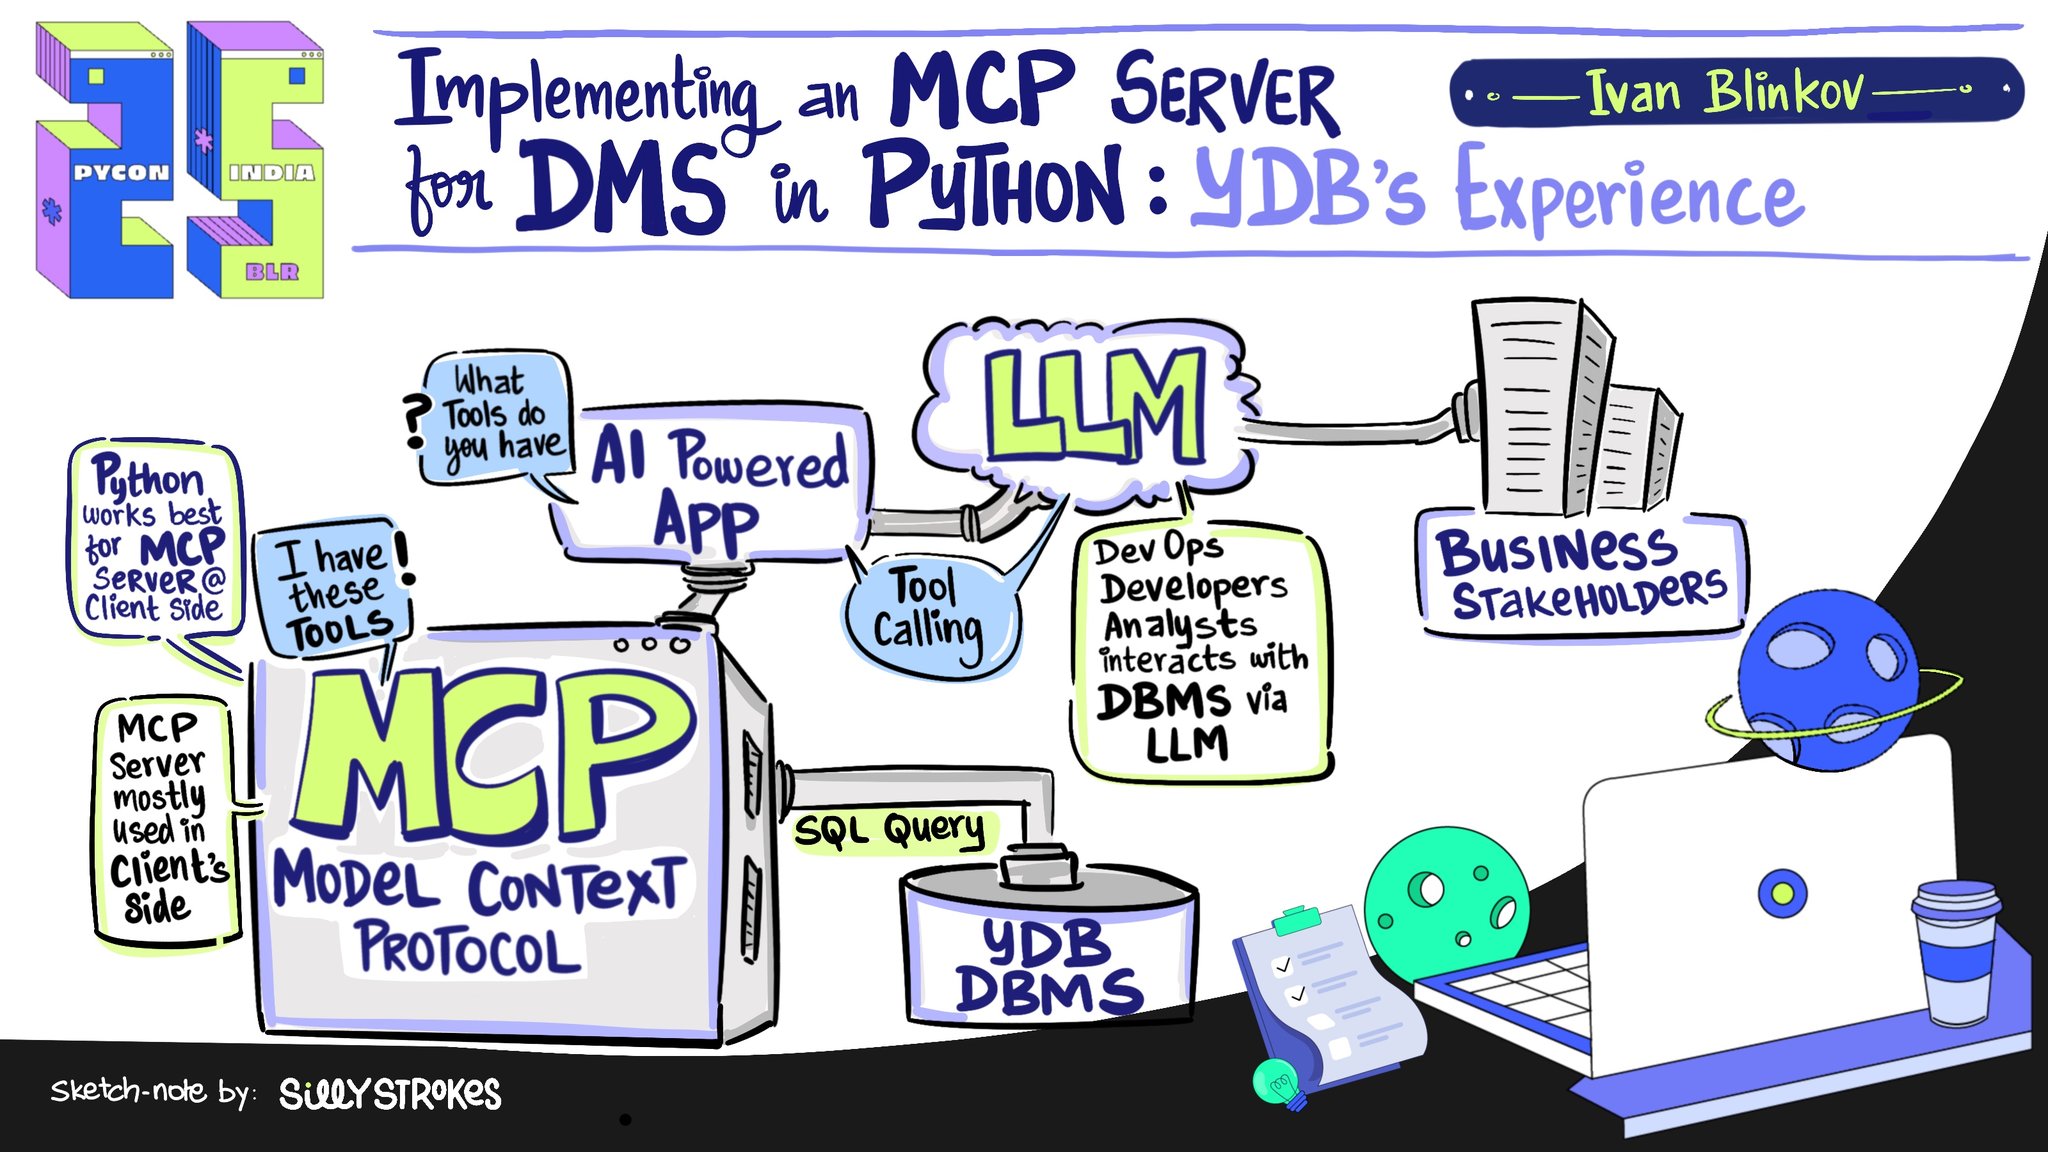 PYCON
INDIA
BLR
Implementing an MCP SERVER
for DMS in PYTHON: YDB's Experience
Ivan Blinkov
What
Tools do
you have
?
AI Powered
APP
LLM
BUSINESS
STAKEHOLDERS
Python
works best
for MCP
SERVER@
Client Side
I have
these
TOOLS
!
Tool
Calling
DevOps
Developers
Analysts
interacts with
DBMS via
LLM
MCP
Server
mostly
used in
Client's
Side
MCP
MODEL CONTEXT
PROTOCOL
SQL Query
YDB
DBMS
Sketch-note by: SillYSTROKES